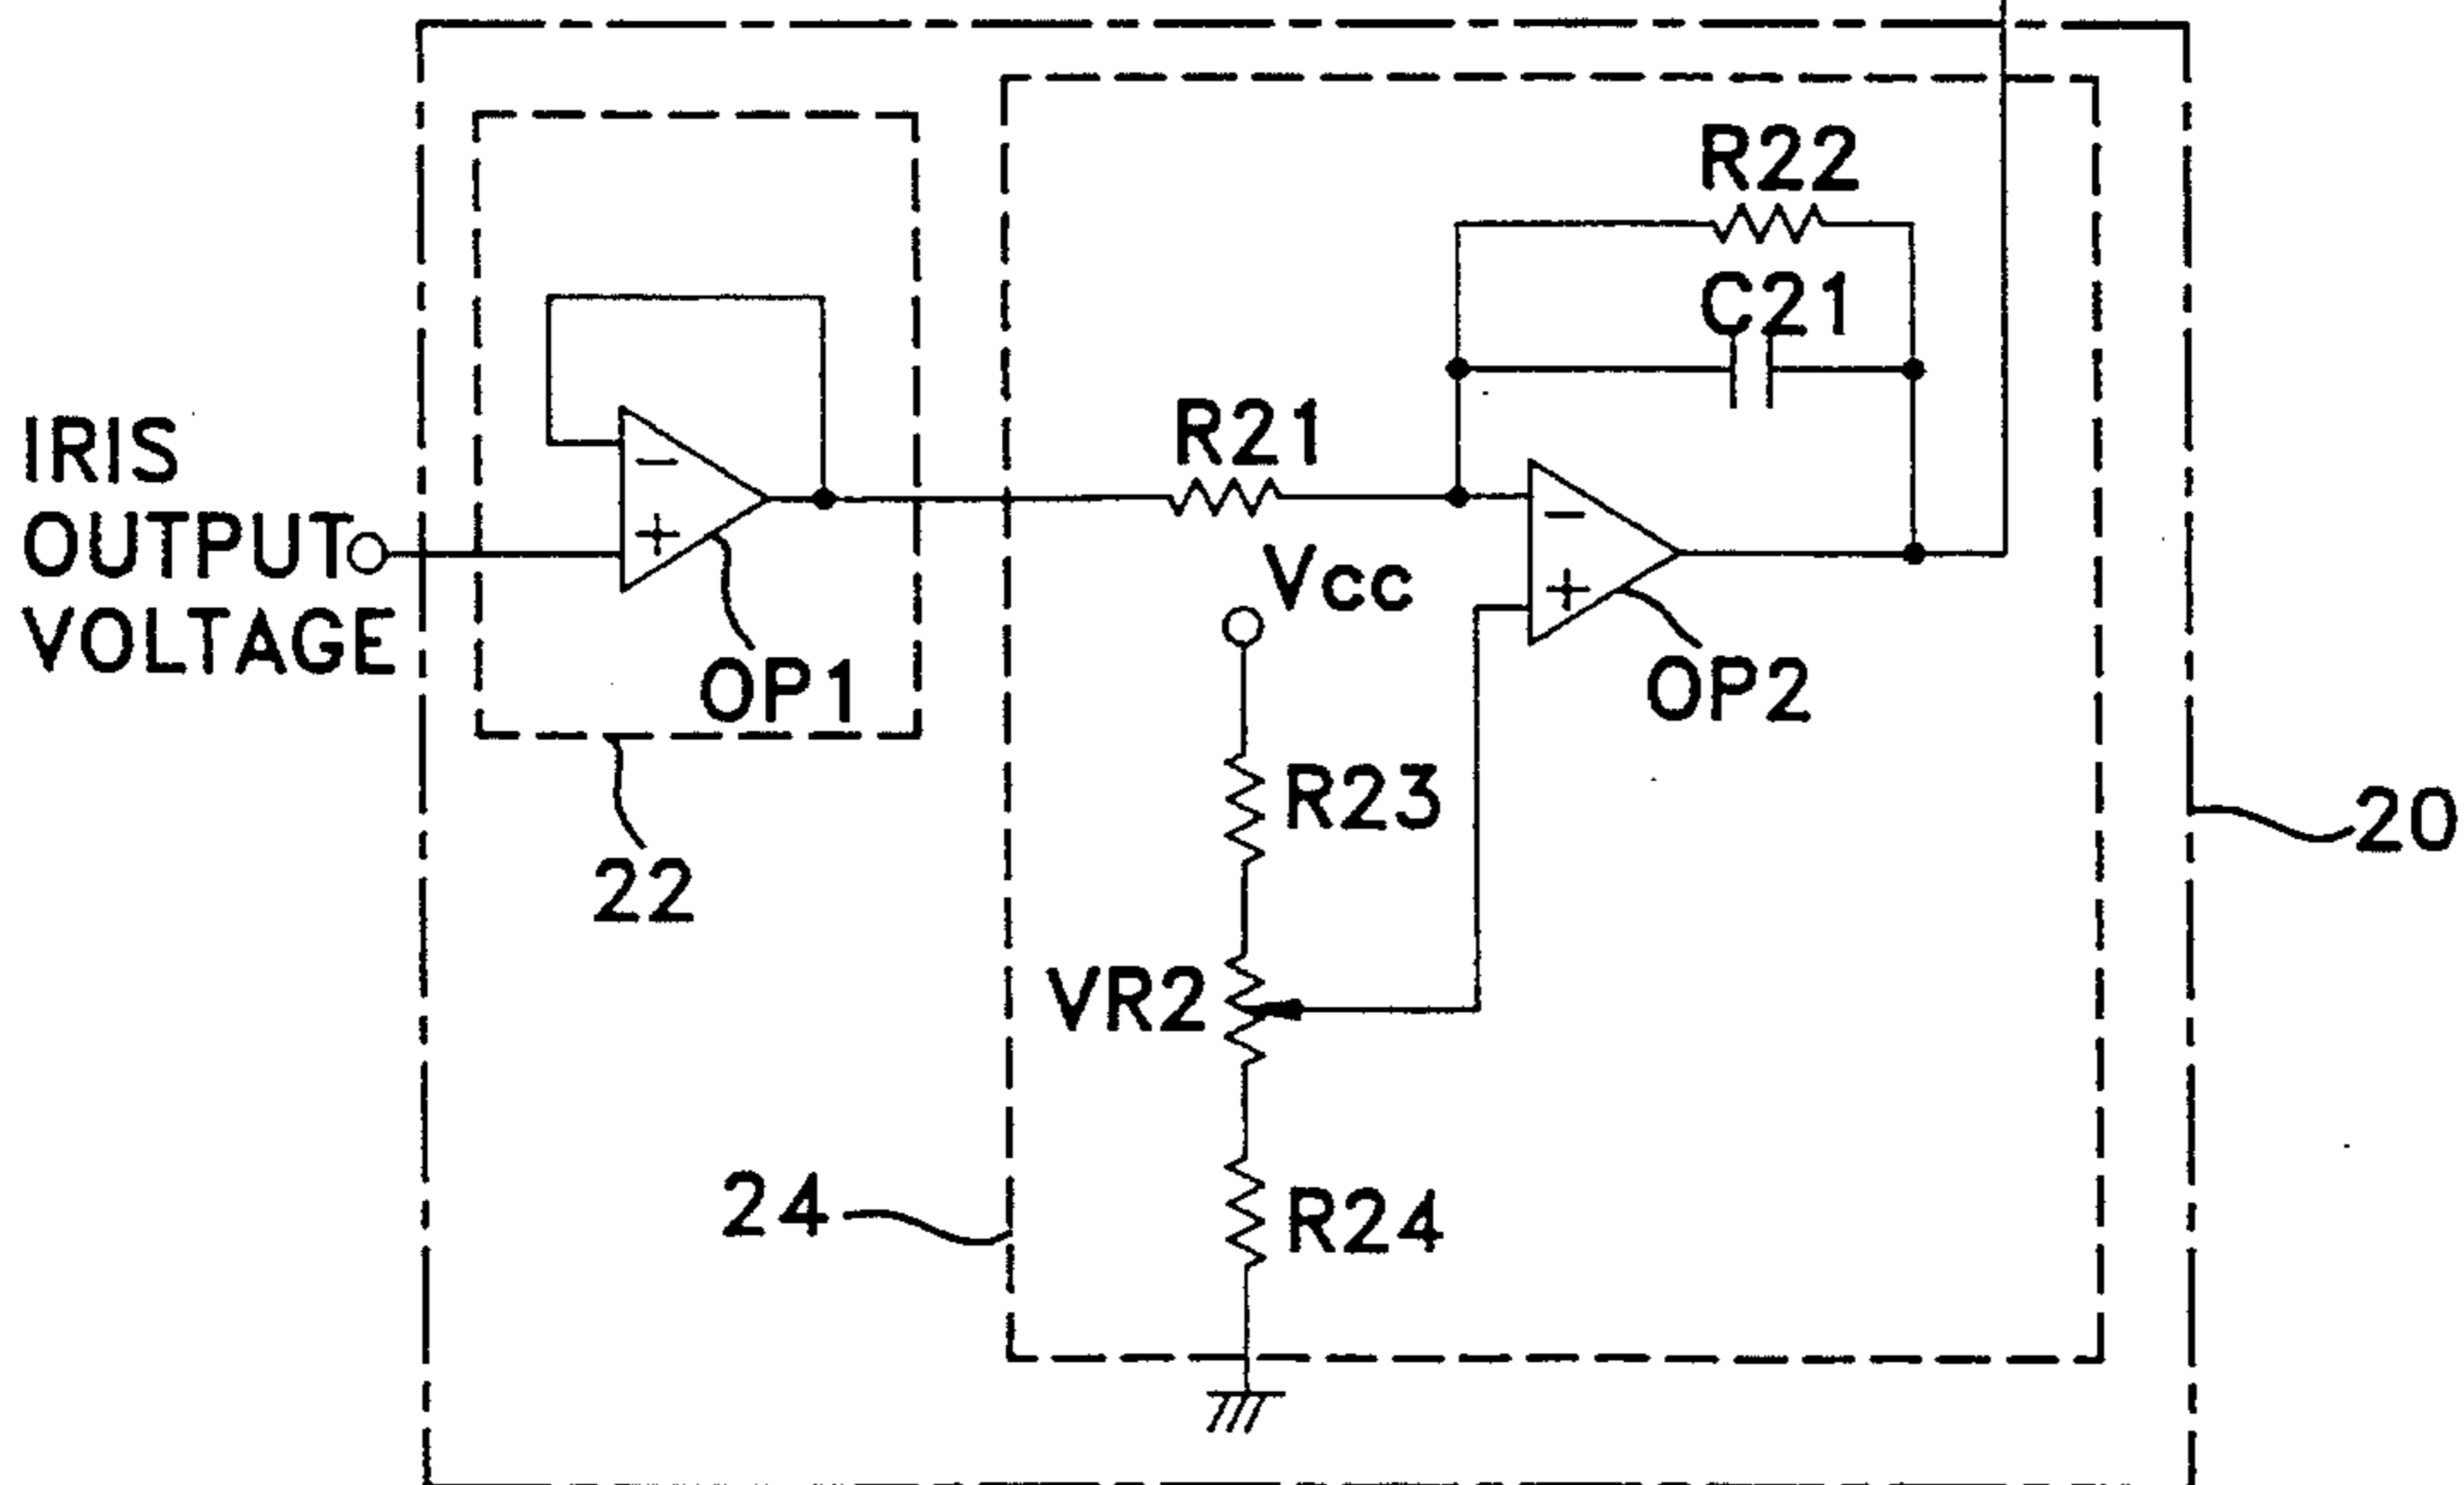 R22
C21
R21
IRIS
OUTPUT
VOLTAGE
−
+
OP1
Vcc
−
+
OP2
R23
20
22
VR2
24
R24